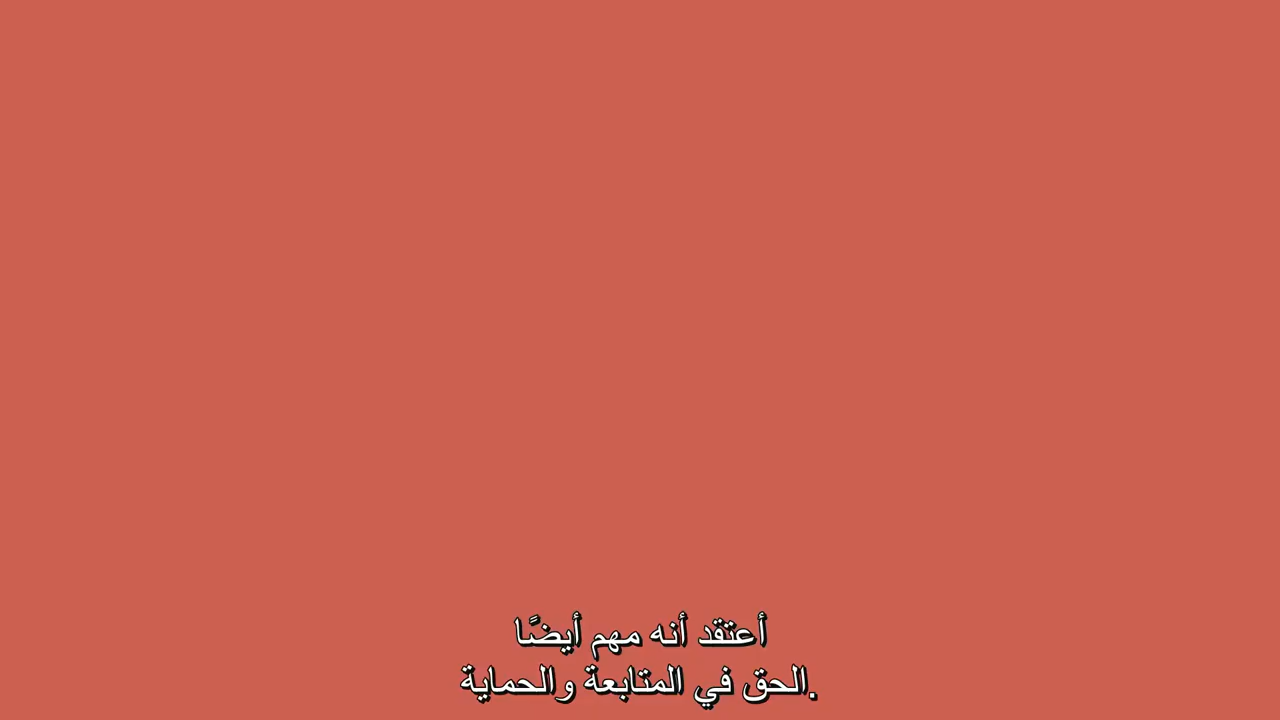 أعتقد أنه مهم أيضًا
.الحق في المتابعة والحماية